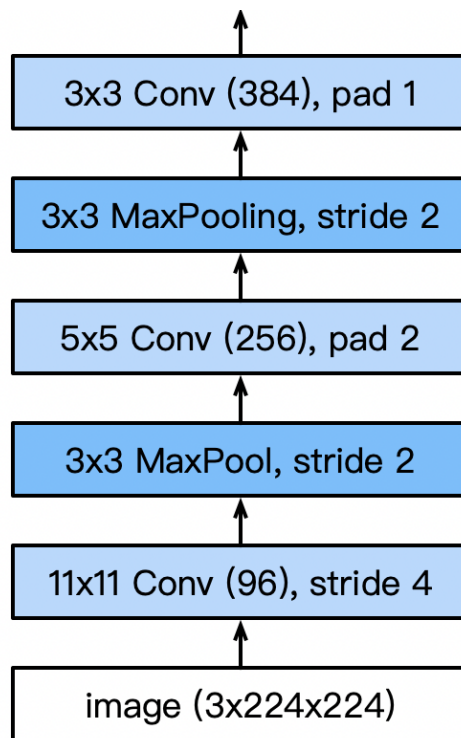 3x3 Conv (384), pad 1
3x3 MaxPooling, stride 2
5x5 Conv (256), pad 2
3x3 MaxPool, stride 2
11x11 Conv (96), stride 4
image (3x224x224)